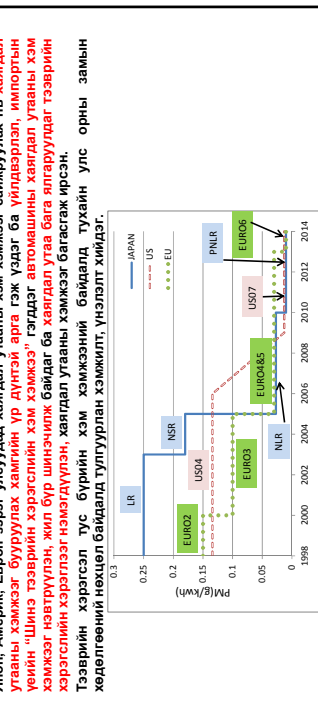 утааны хэмжээг бууруулах хамгийн үр дүнтэй арга гэж үздэг ба үйлдвэрлэл, импортын
үеийн “Шинэ тээврийн хэрэгслийн хэм хэмжээ” гэгддэг автомашины хаягдал утааны хэм
хэмжээг нэвтрүүлэн, жил бүр шинэчилж байдаг ба хаягдал утаа бага ялгаруулдаг тээврийн
хэрэгслийн хэрэглээг нэмэгдүүлэн, хаягдал утааны хэмжээг багасгаж ирсэн.
Тээврийн хэрэгсэл тус бүрийн хэм хэмжээний байдалд тухайн улс орны замын
хөдөлгөөний нөхцөл байдалд тулгуурлан хэмжилт, үнэлэлт хийдэг.
PM(g/kwh)
0.3
0.25
0.2
0.15
0.1
0.05
0
1998
2000
2002
2004
2006
2008
2010
2012
2014
JAPAN
US
EU
LR
NSR
EURO2
US04
EURO3
EURO4&5
NLR
US07
PNLR
EURO6